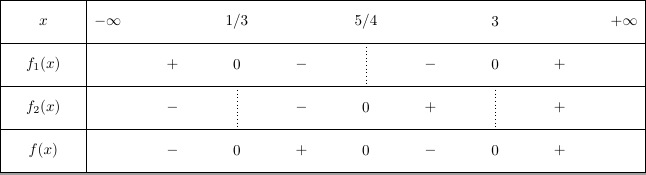 x −∞ 1/3 5/4 3 +∞
f₁(x) + 0 − − 0 +
f₂(x) − − 0 + +
f(x) − 0 + 0 − 0 +